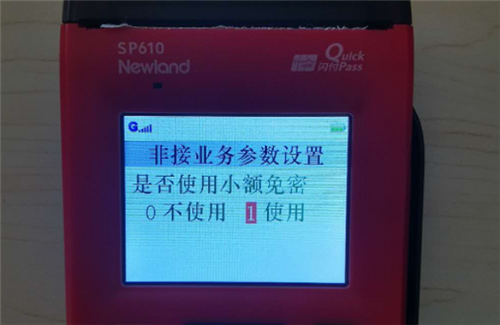 SP610
Newland
Quick
闪付Pass
G
非接业务参数设置
是否使用小额免密
0 不使用 1 使用